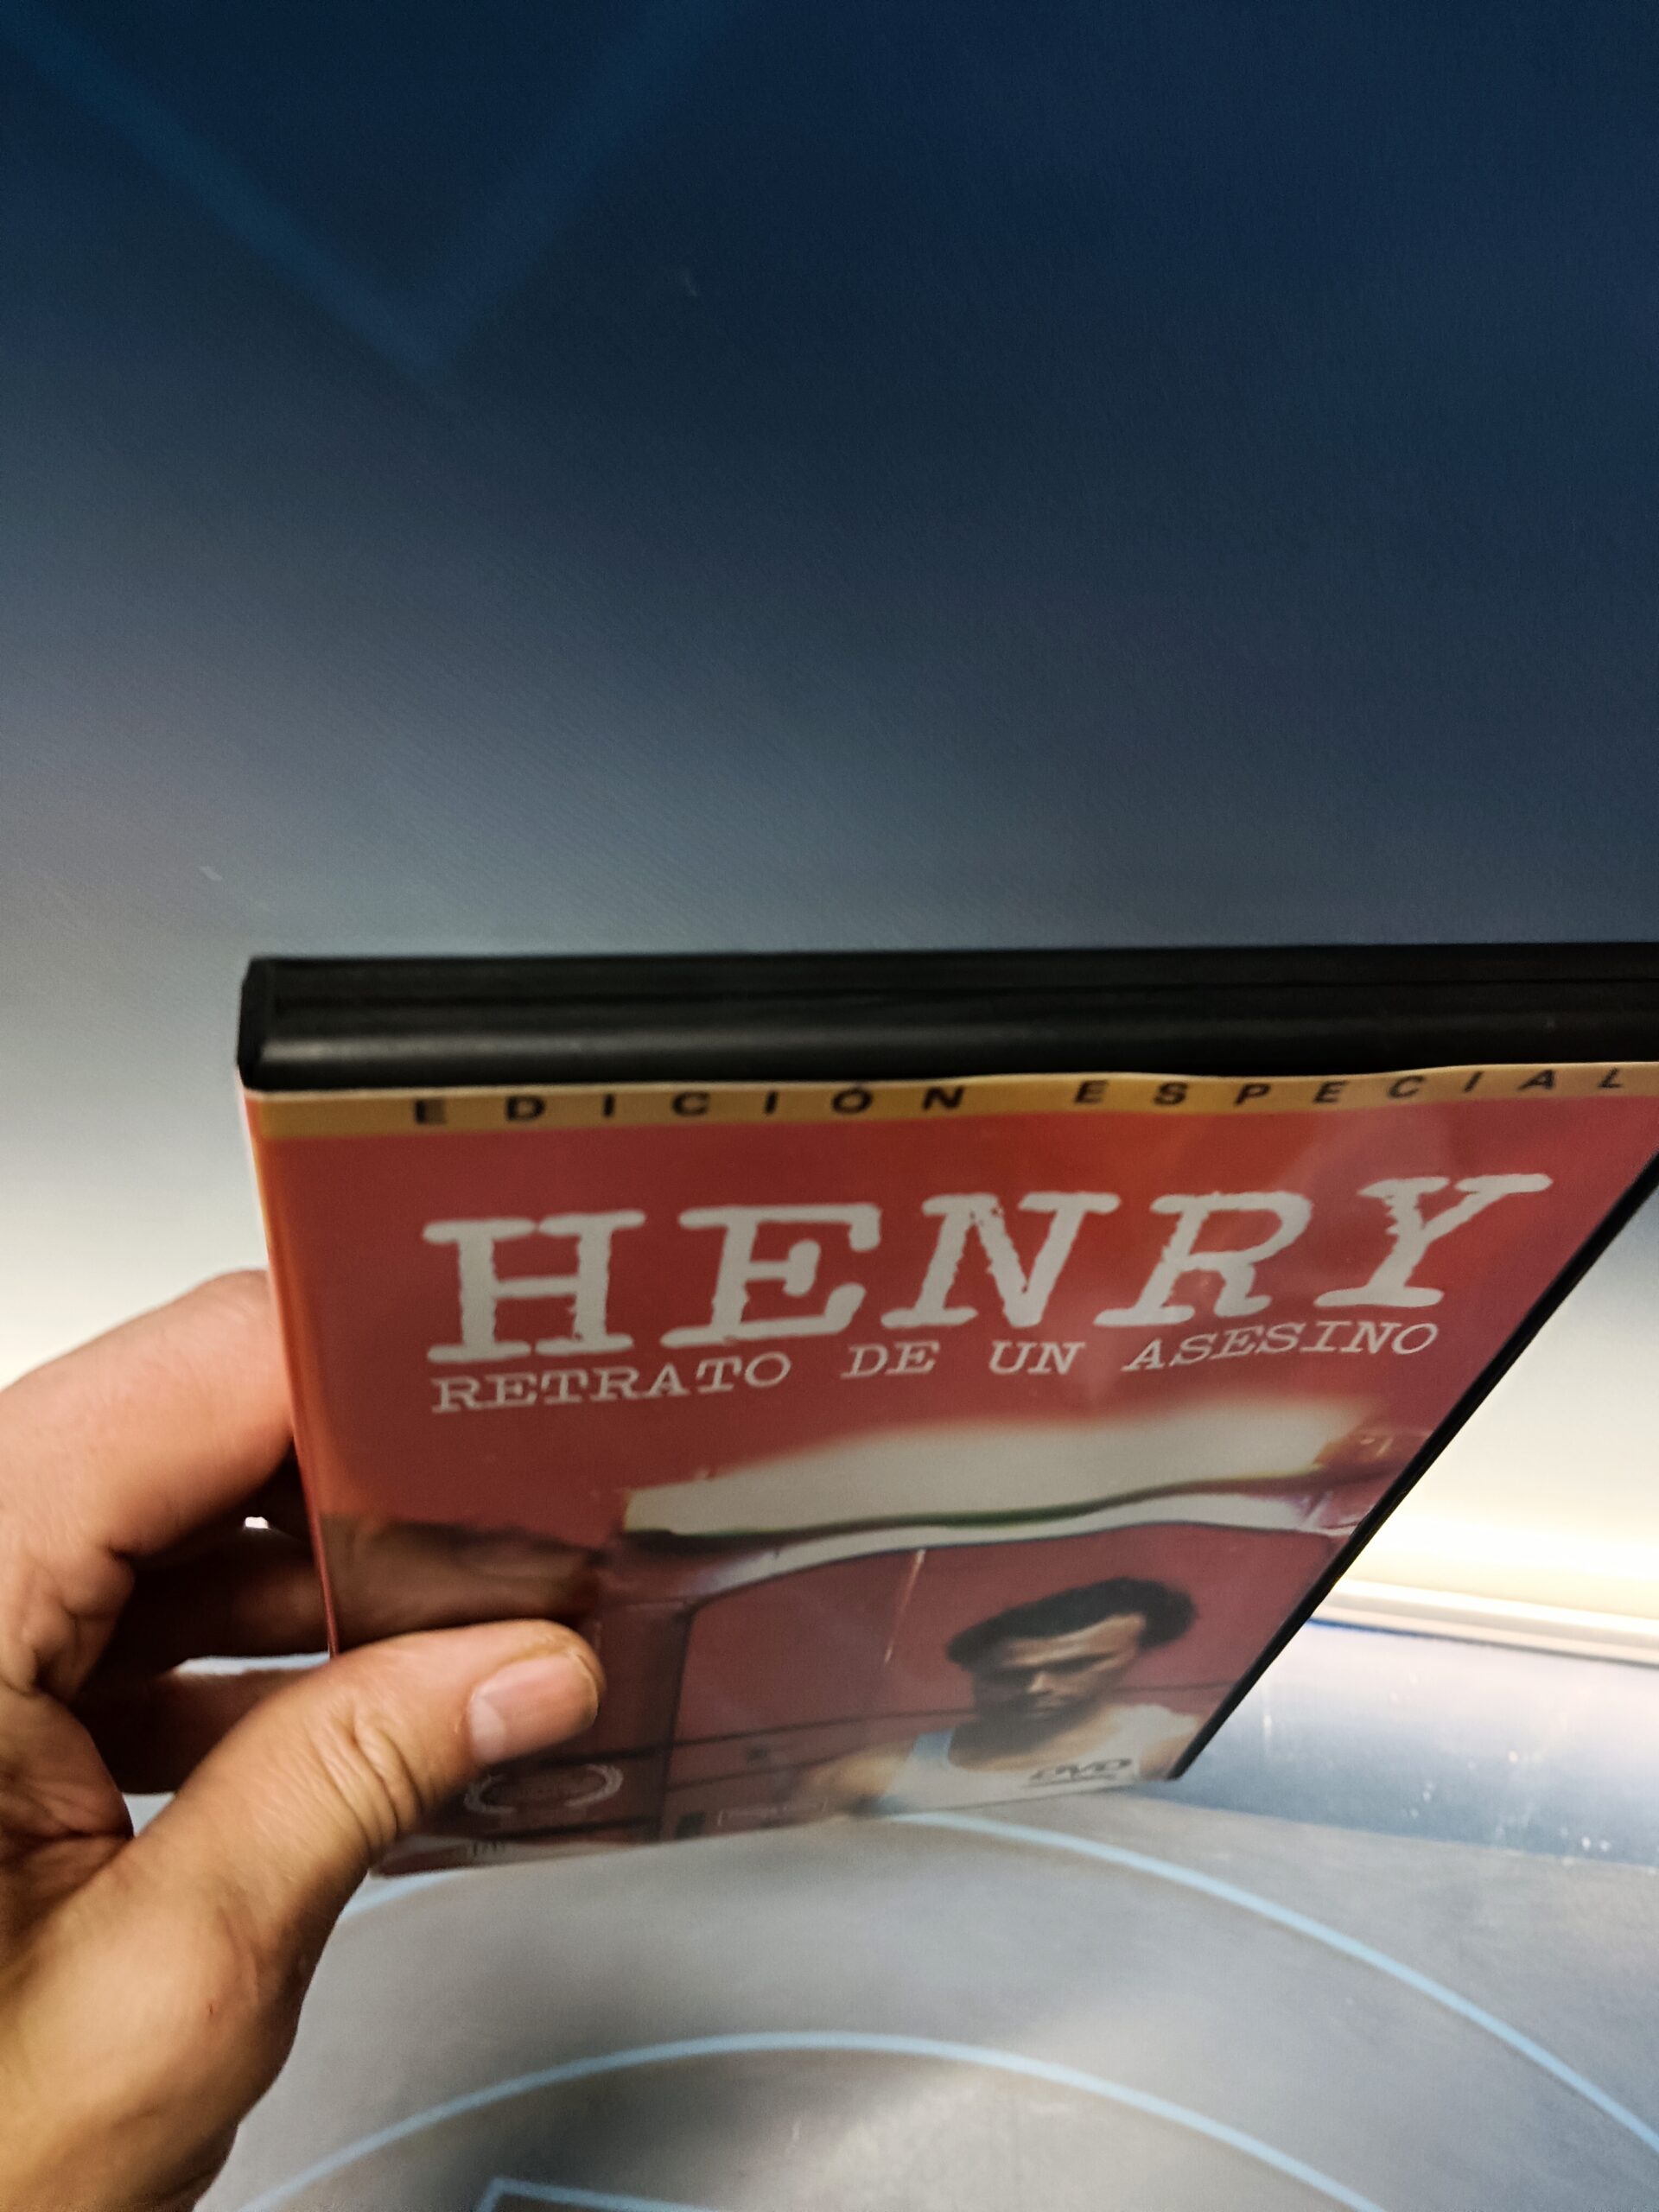 EDICIÓN ESPECIAL
HENRY
RETRATO DE UN ASESINO
DVD